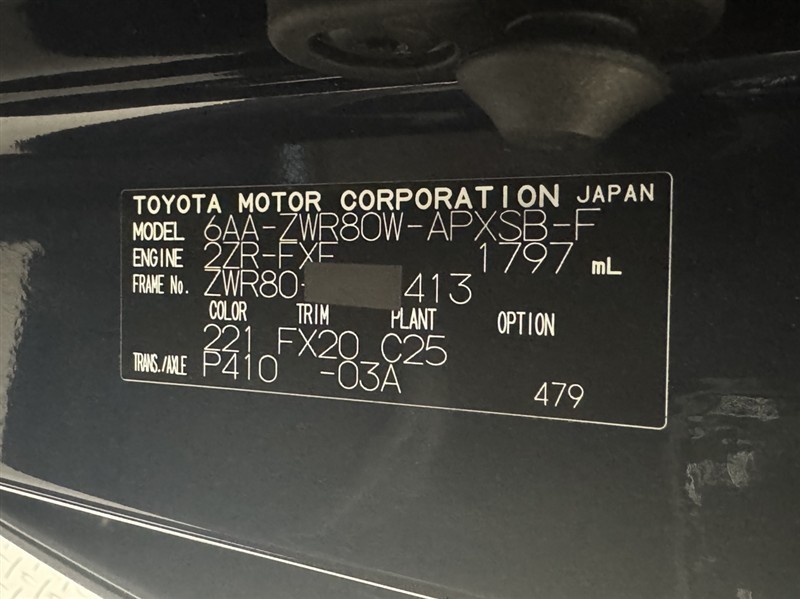 TOYOTA MOTOR CORPORATION JAPAN
MODEL 6AA-ZWR80W-APXSB-F
ENGINE 2ZR-FXE 1797 mL
FRAME No. ZWR80- 413
COLOR TRIM PLANT OPTION
221 FX20 C25
TRANS./AXLE P410 -03A
479